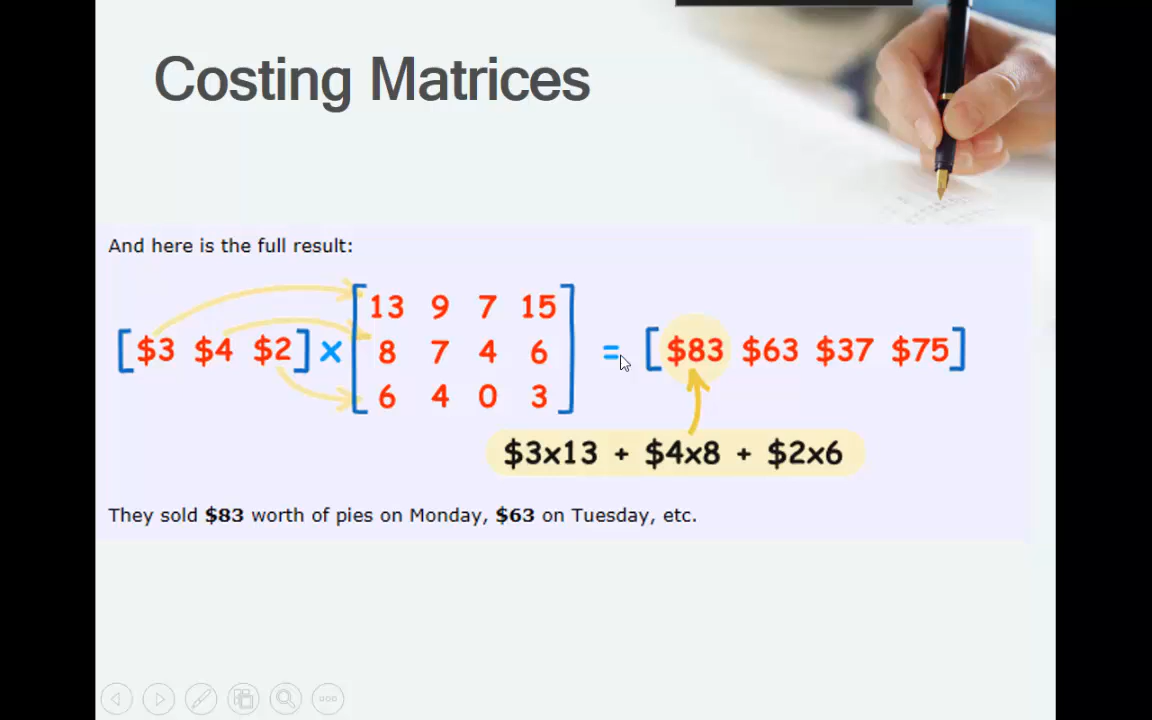 Costing Matrices
And here is the full result:
[$3 $4 $2] × [13 9 7 15
8 7 4 6
6 4 0 3] = [$83 $63 $37 $75]
$3x13 + $4x8 + $2x6
They sold $83 worth of pies on Monday, $63 on Tuesday, etc.